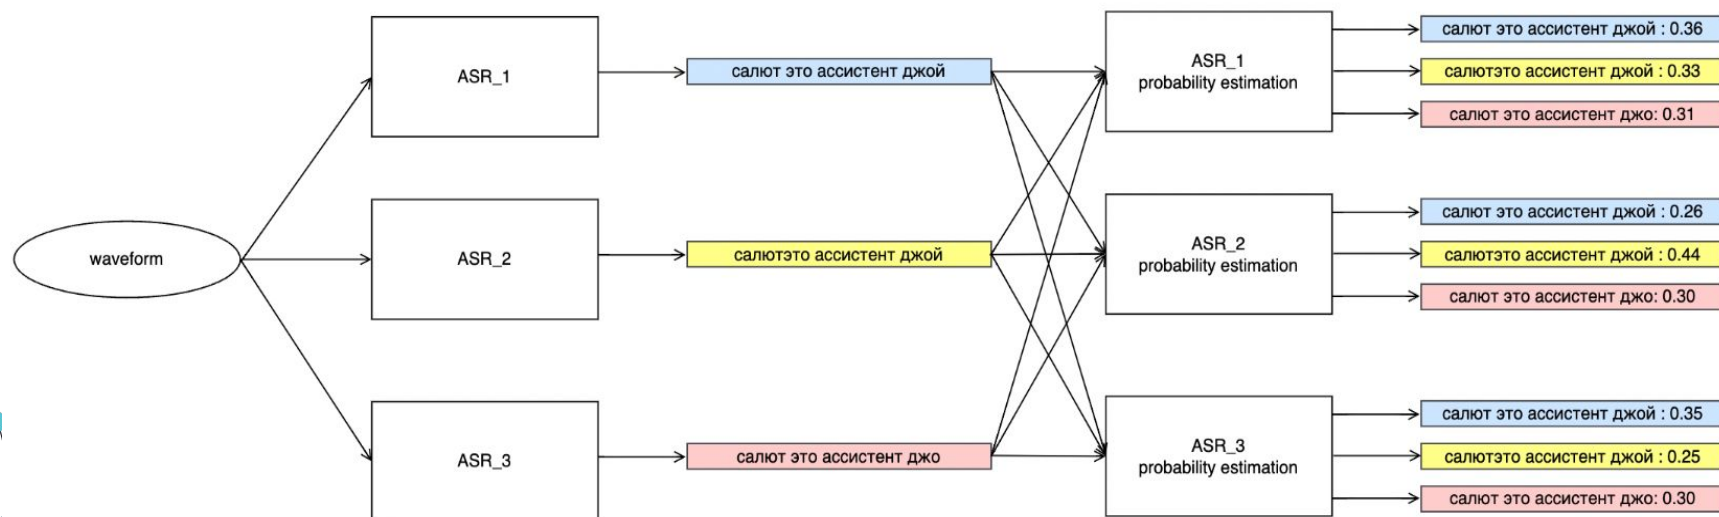 waveform
ASR_1
ASR_2
ASR_3
салют это ассистент джой
салютэто ассистент джой
салют это ассистент джо
ASR_1
probability estimation
ASR_2
probability estimation
ASR_3
probability estimation
салют это ассистент джой : 0.36
салютэто ассистент джой : 0.33
салют это ассистент джо: 0.31
салют это ассистент джой : 0.26
салютэто ассистент джой : 0.44
салют это ассистент джо: 0.30
салют это ассистент джой : 0.35
салютэто ассистент джой : 0.25
салют это ассистент джо: 0.30